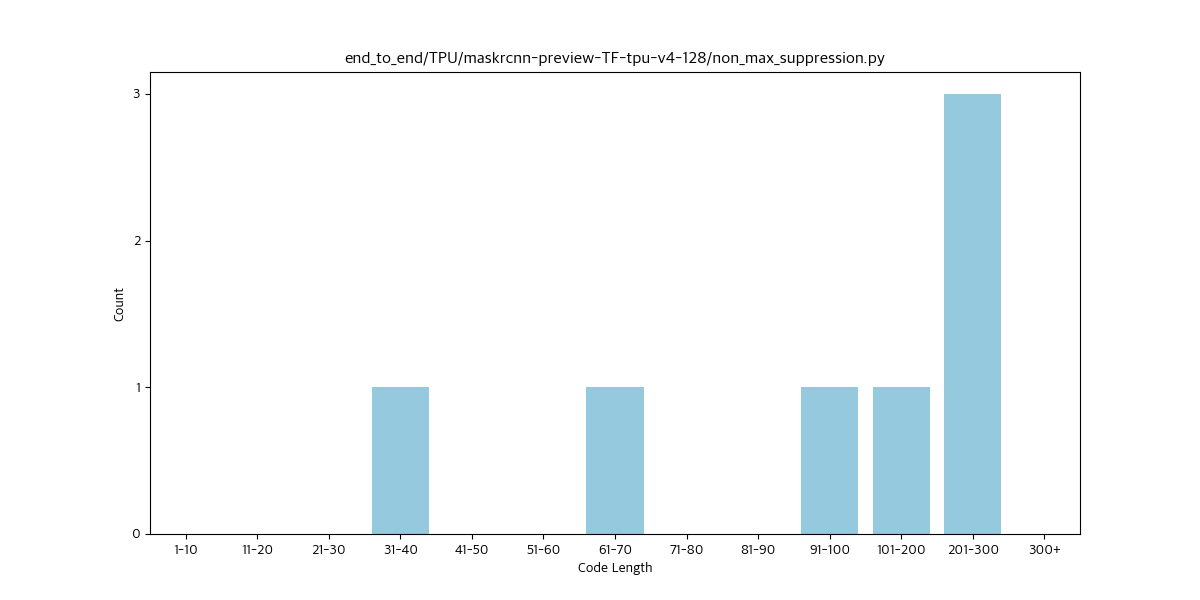 end_to_end/TPU/maskrcnn-preview-TF-tpu-v4-128/non_max_suppression.py
3
2
1
0
Count
1-10 11-20 21-30 31-40 41-50 51-60 61-70 71-80 81-90 91-100 101-200 201-300 300+
Code Length